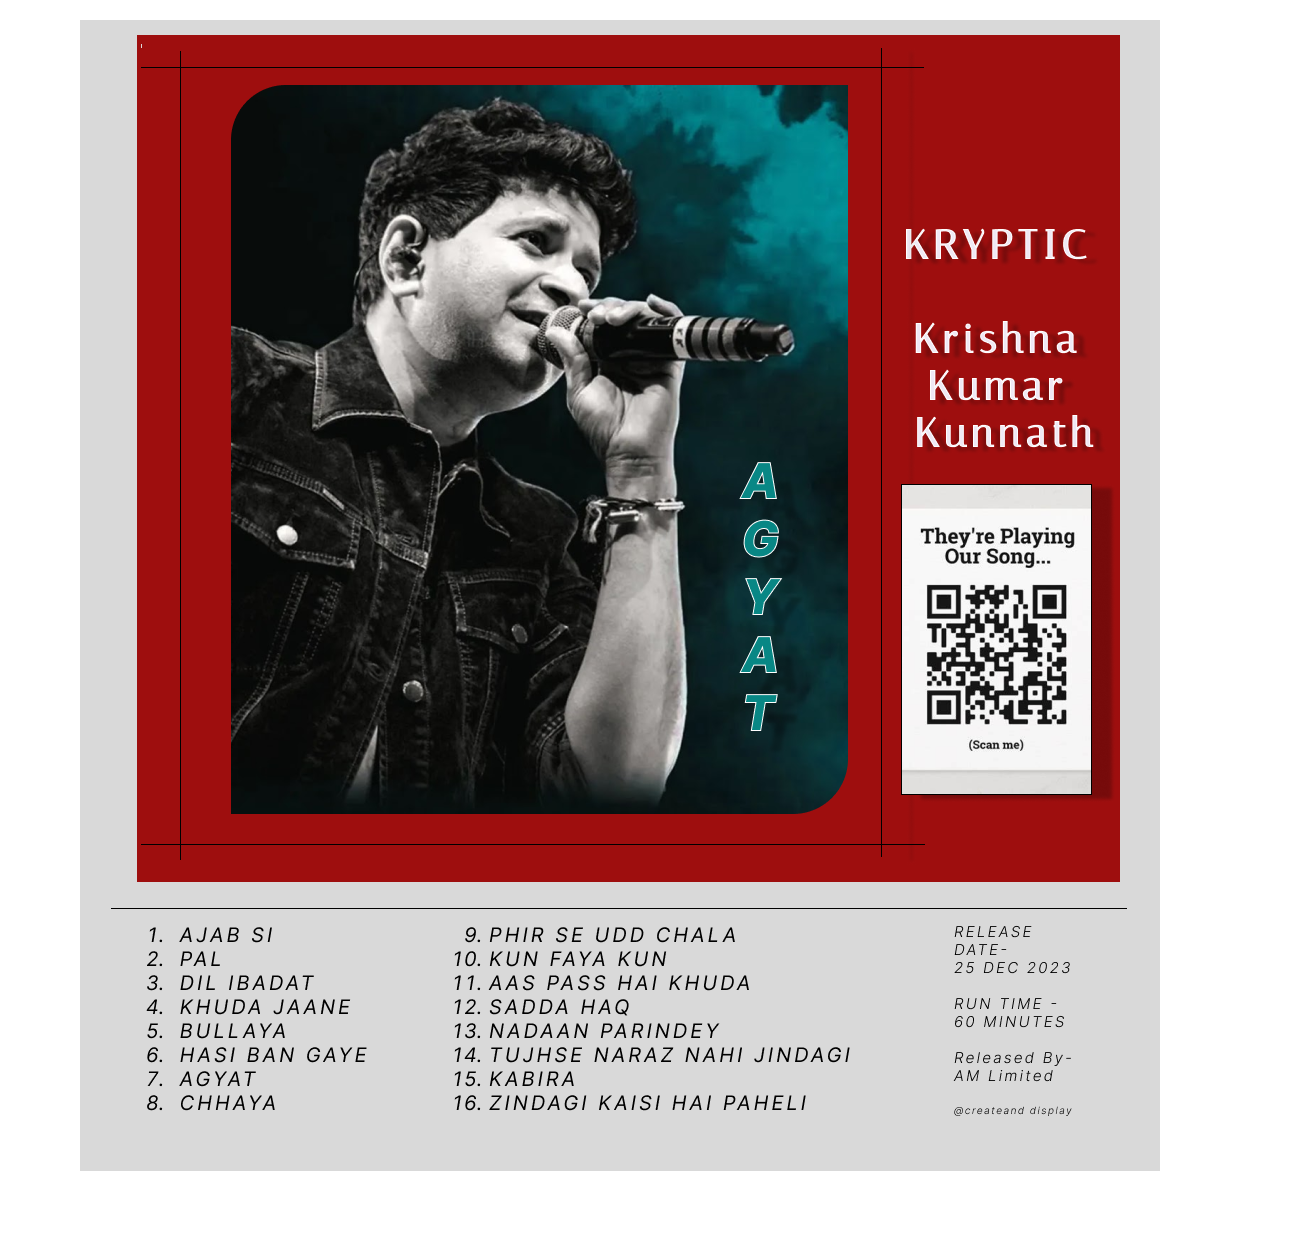 KRYPTIC
Krishna
Kumar
Kunnath
A
G
Y
A
T
They're Playing
Our Song...
(Scan me)
1. AJAB SI
2. PAL
3. DIL IBADAT
4. KHUDA JAANE
5. BULLAYA
6. HASI BAN GAYE
7. AGYAT
8. CHHAYA
9. PHIR SE UDD CHALA
10. KUN FAYA KUN
11. AAS PASS HAI KHUDA
12. SADDA HAQ
13. NADAAN PARINDEY
14. TUJHSE NARAZ NAHI JINDAGI
15. KABIRA
16. ZINDAGI KAISI HAI PAHELI
RELEASE
DATE-
25 DEC 2023
RUN TIME -
60 MINUTES
Released By-
AM Limited
@createand display